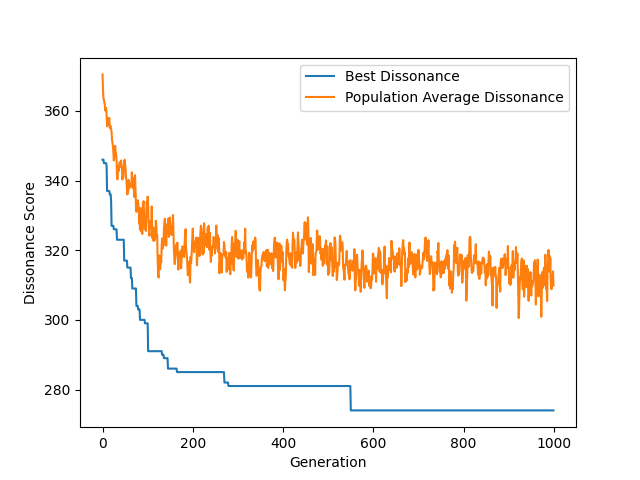 Best Dissonance
Population Average Dissonance
360
340
320
300
280
Dissonance Score
0 200 400 600 800 1000
Generation